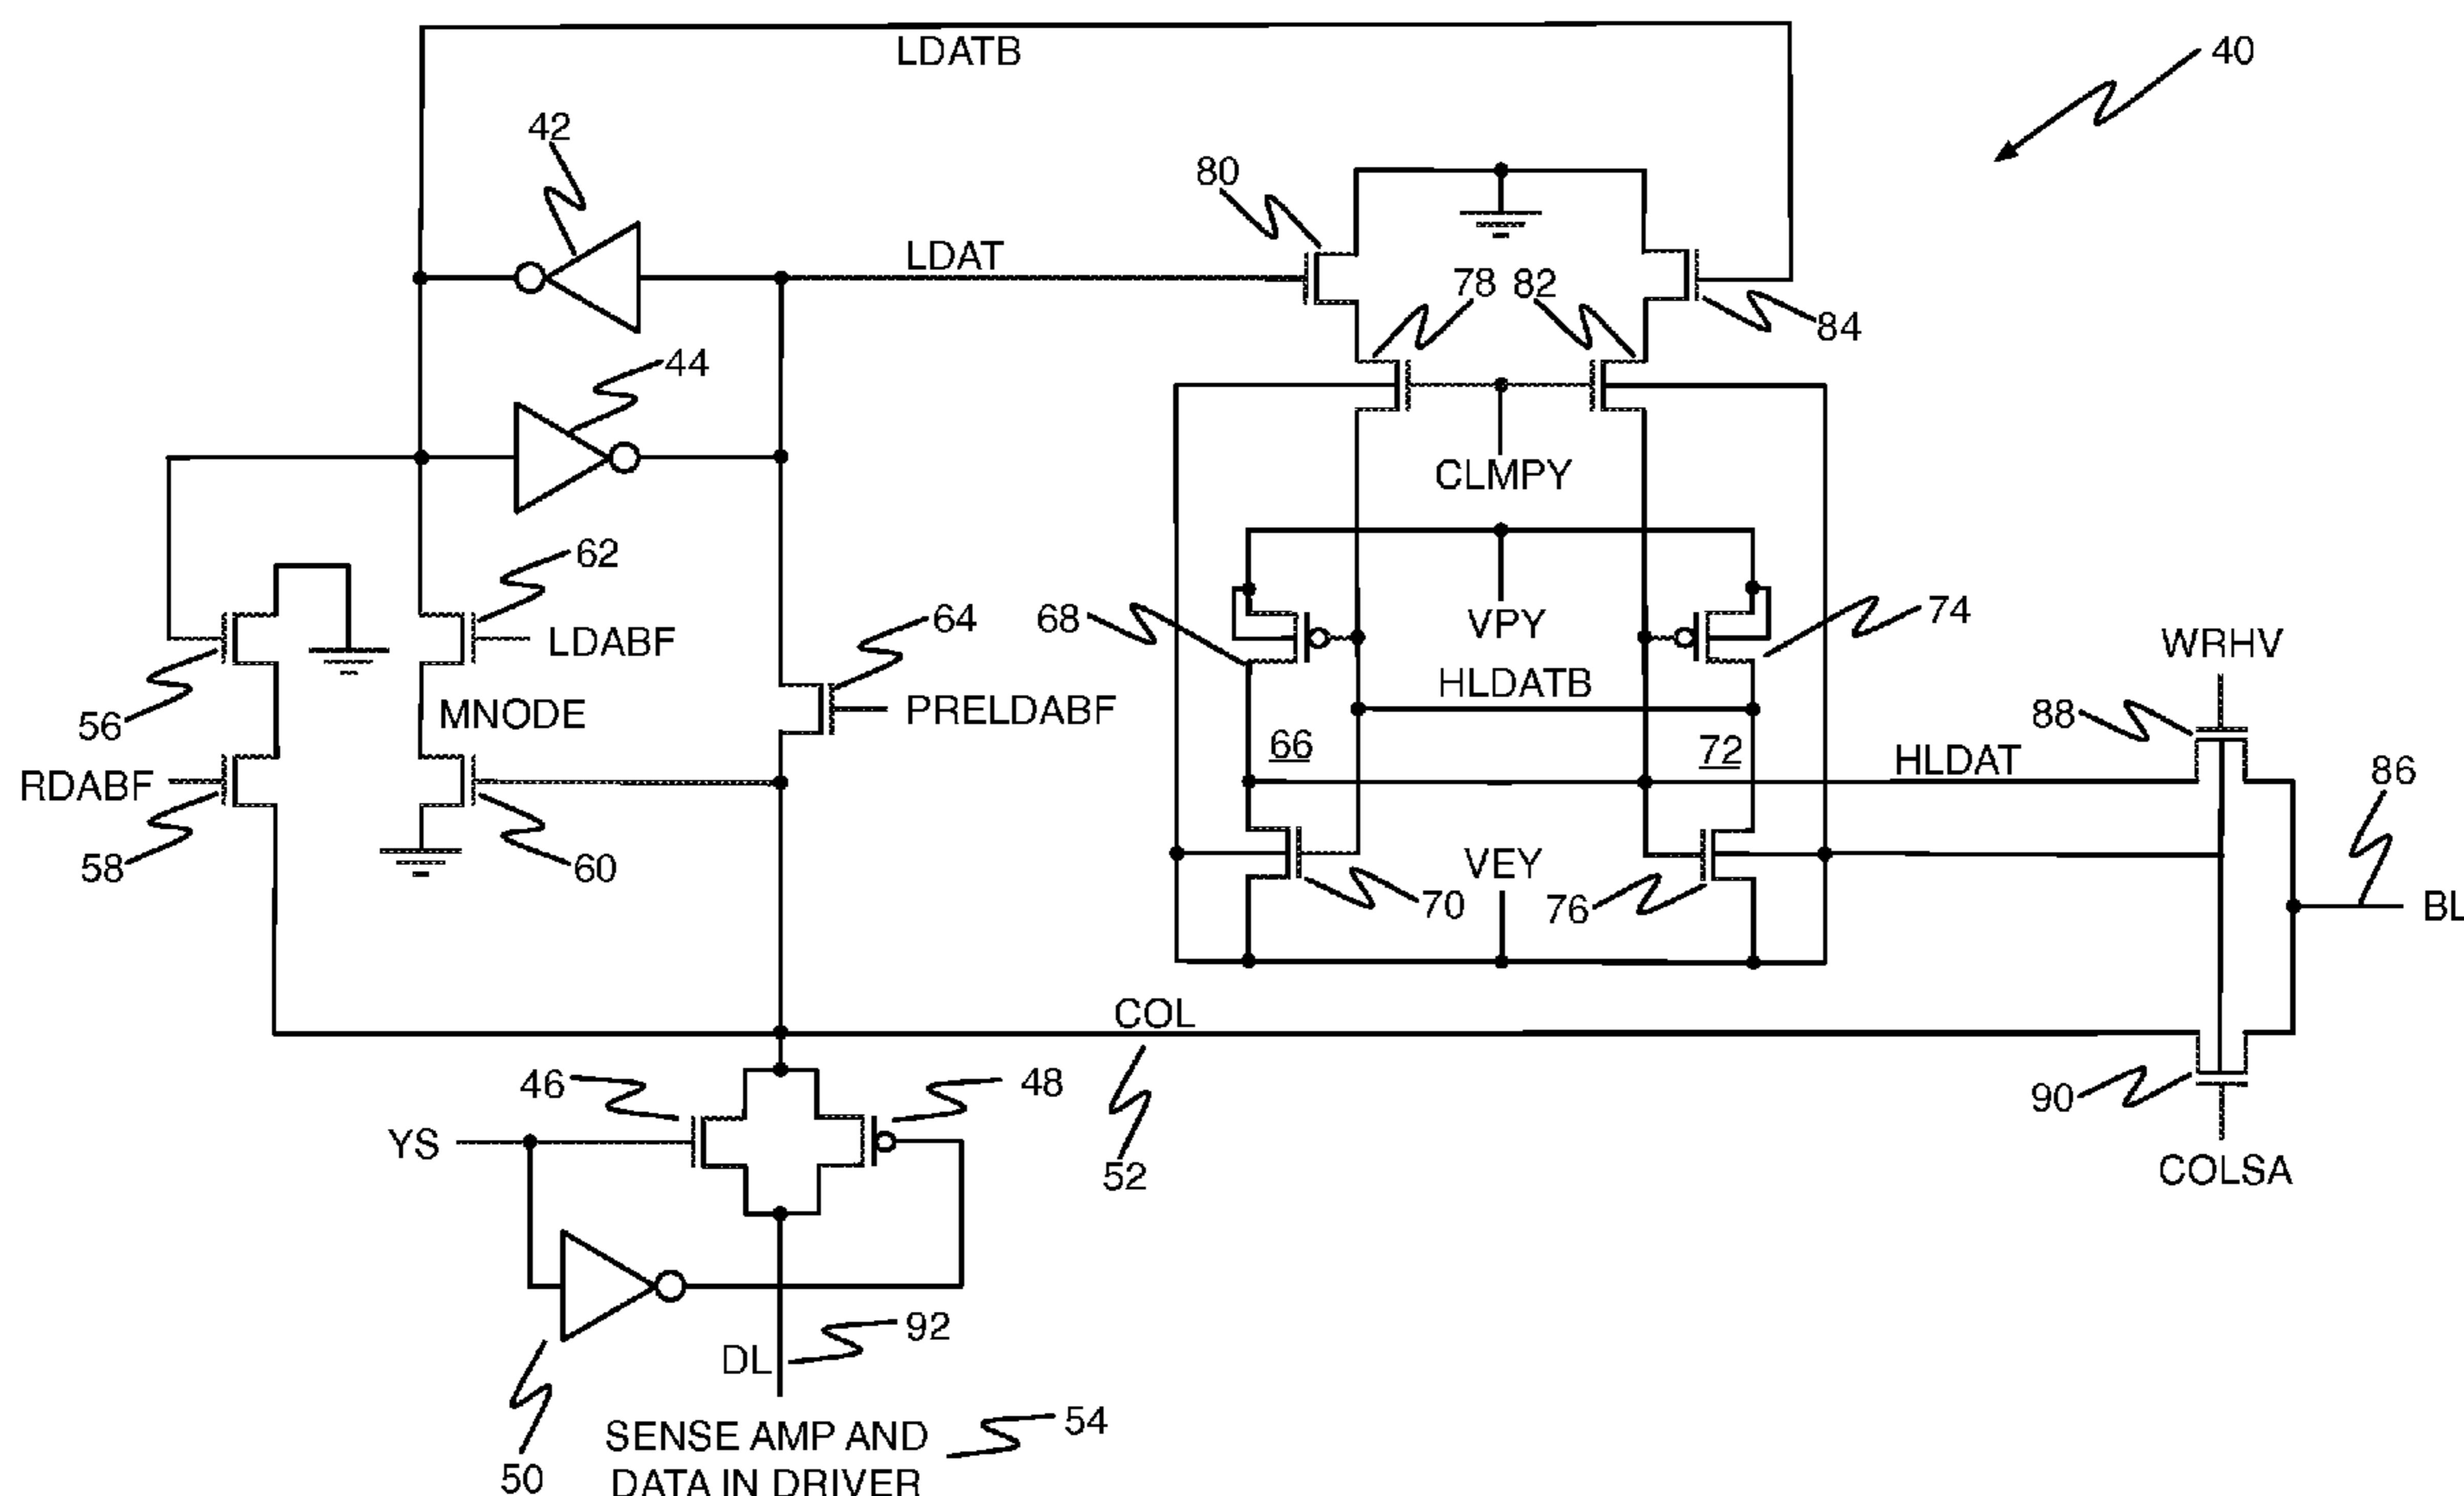 LDATB
40
42
80
LDAT
78
82
84
44
CLMPY
62
64
68
VPY
74
LDABF
WRHV
HLDATB
PRELDABF
MNODE
56
88
66
72
HLDAT
86
RDABF
58
60
VEY
70
76
BL
COL
46
48
90
YS
52
COLSA
92
DL
54
SENSE AMP AND
DATA IN DRIVER
50